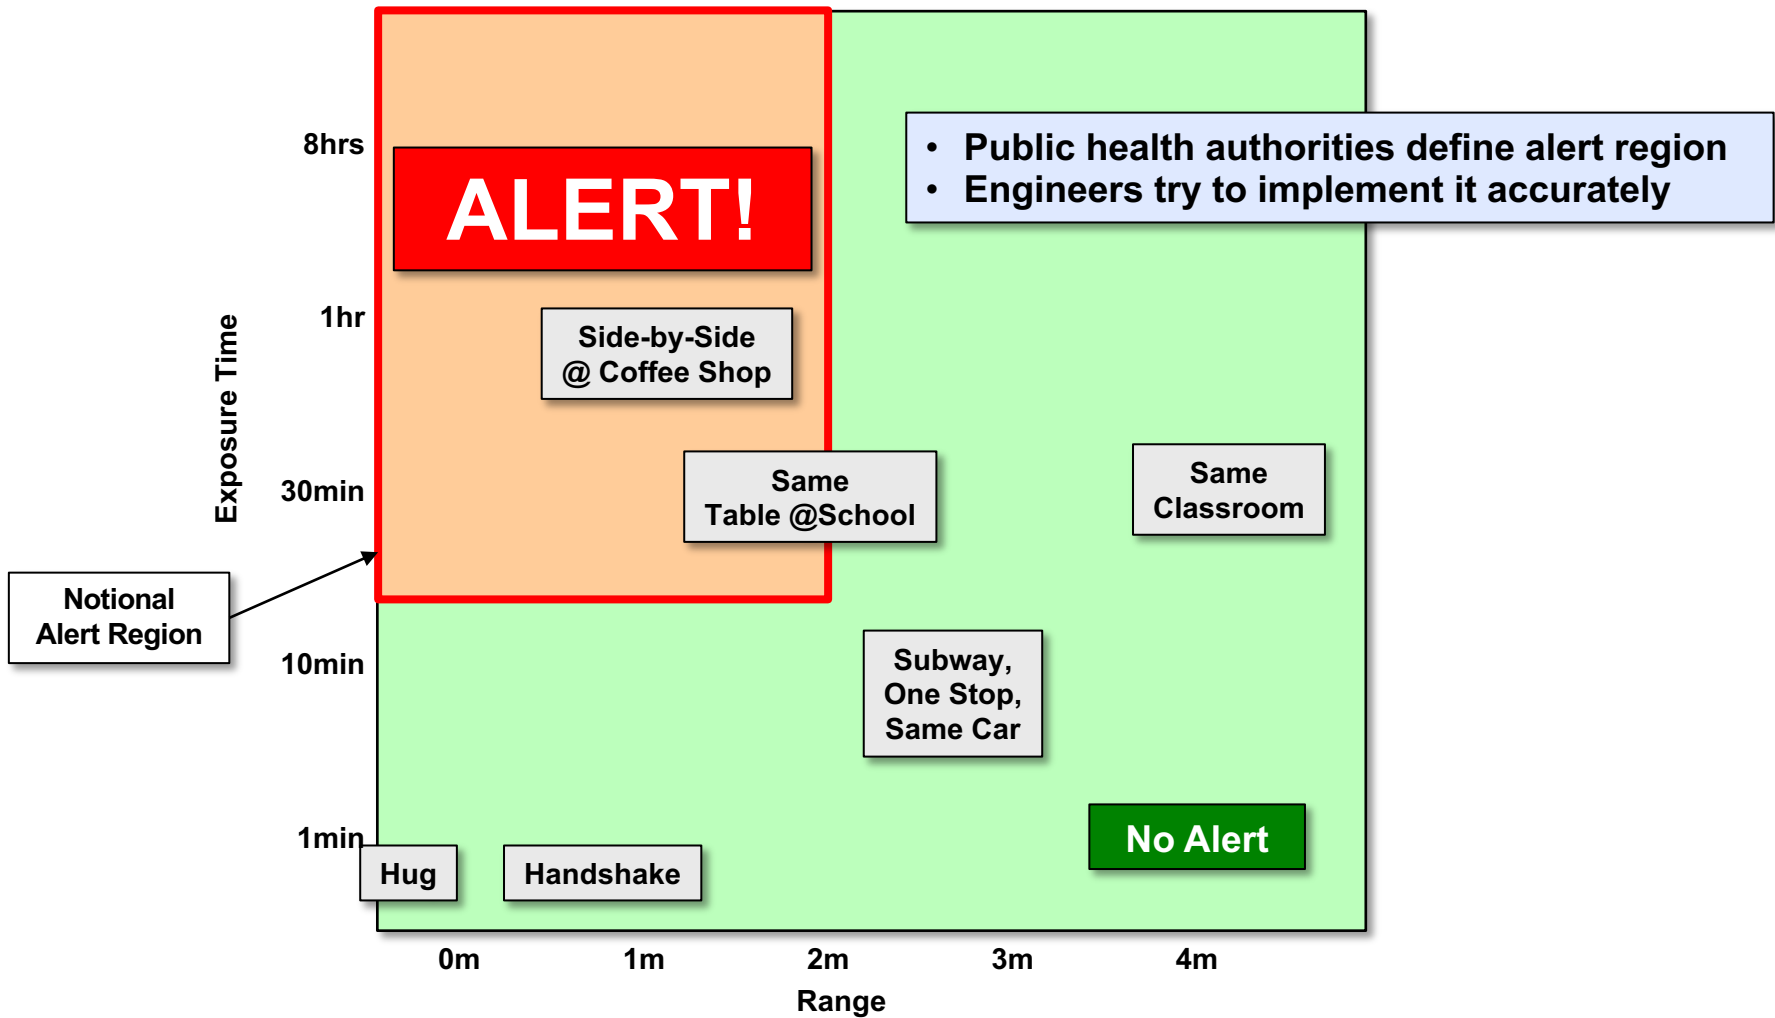 8hrs
ALERT!
• Public health authorities define alert region
• Engineers try to implement it accurately
1hr
Side-by-Side
@ Coffee Shop
Exposure Time
30min
Same
Table @School
Same
Classroom
Notional
Alert Region
10min
Subway,
One Stop,
Same Car
1min
No Alert
Hug
Handshake
0m 1m 2m 3m 4m
Range